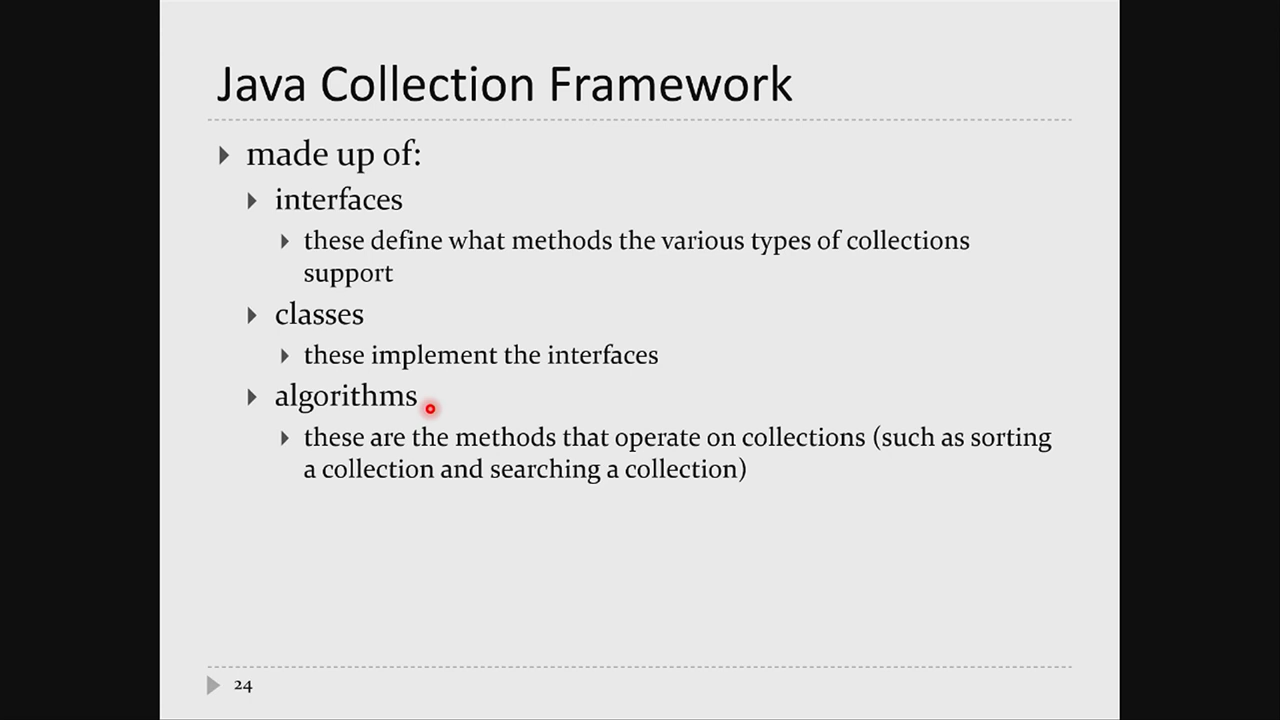 Java Collection Framework
made up of:
interfaces
these define what methods the various types of collections
support
classes
these implement the interfaces
algorithms
these are the methods that operate on collections (such as sorting
a collection and searching a collection)
24